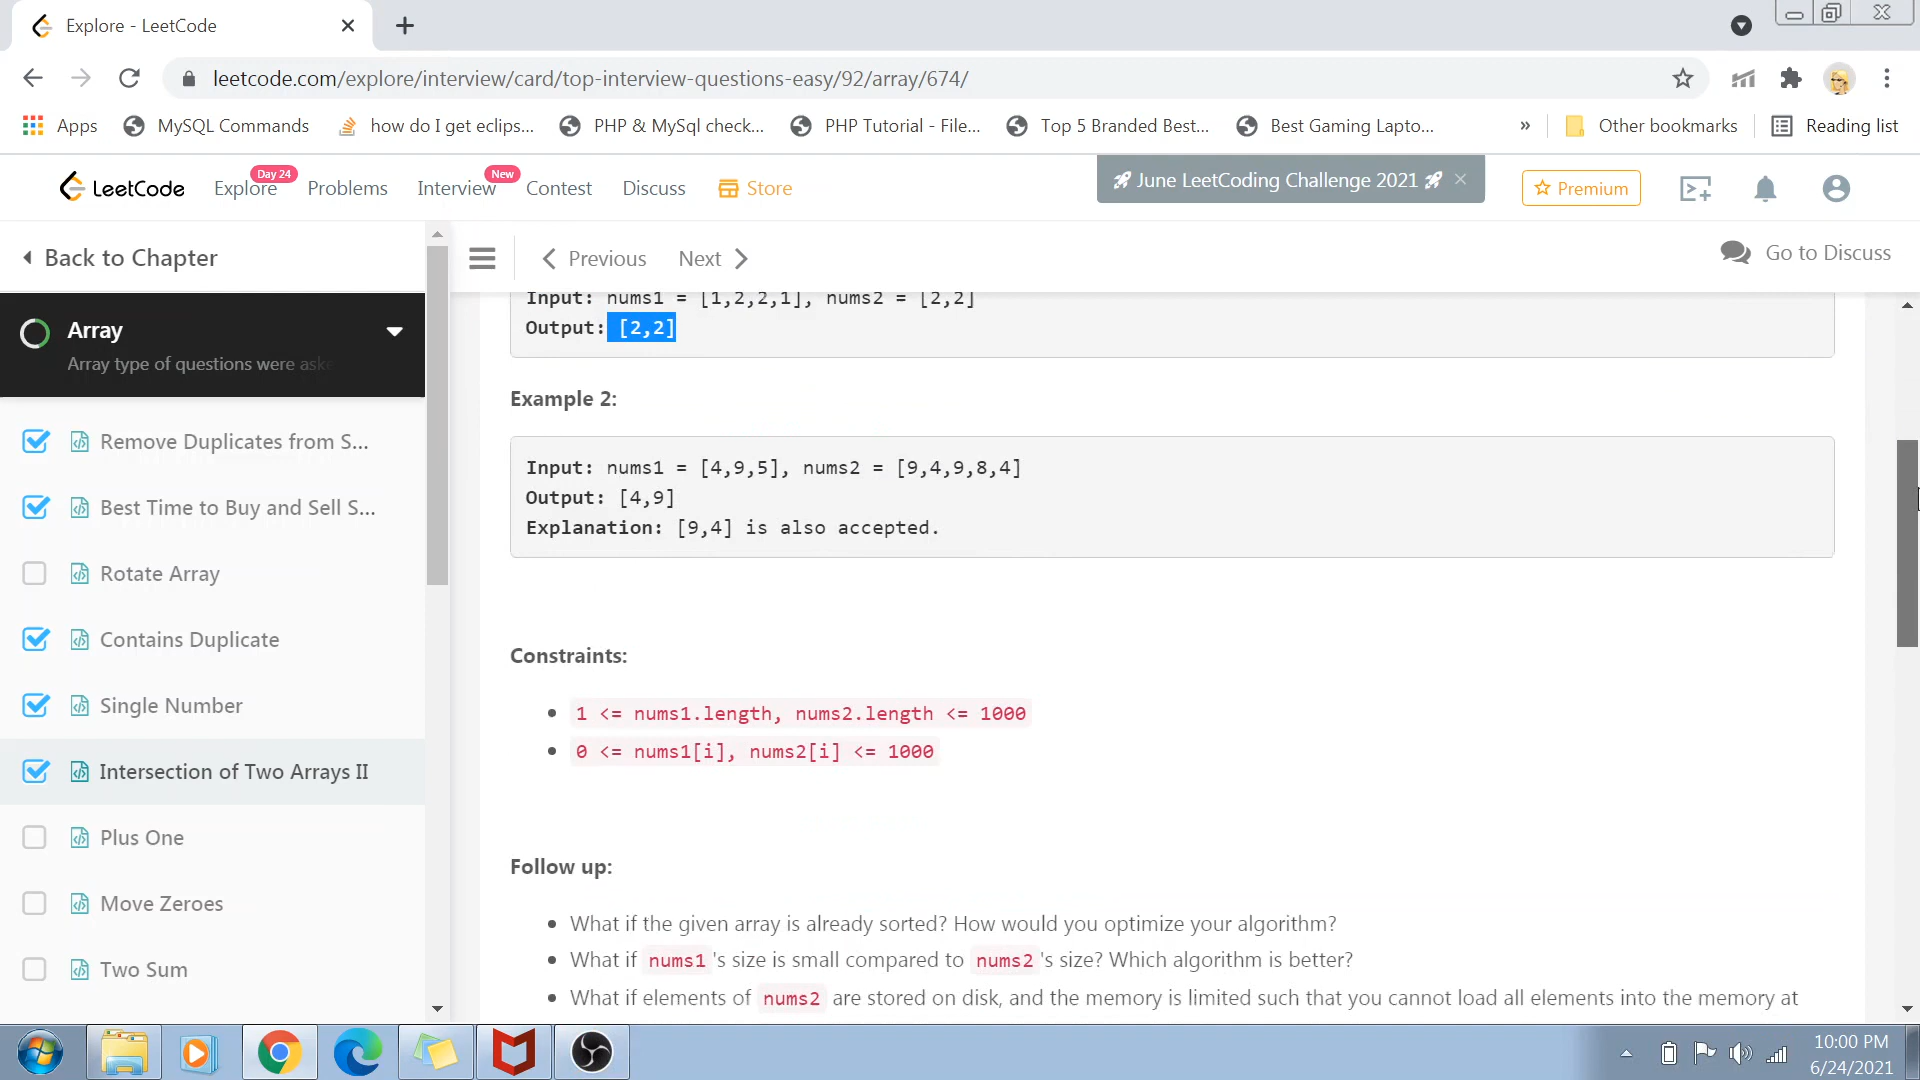 Explore - LeetCode
leetcode.com/explore/interview/card/top-interview-questions-easy/92/array/674/
Apps MySQL Commands how do I get eclips... PHP & MySql check... PHP Tutorial - File... Top 5 Branded Best... Best Gaming Lapto... » Other bookmarks Reading list
LeetCode Explore Day 24 Problems Interview New Contest Discuss Store June LeetCoding Challenge 2021 Premium
Back to Chapter Previous Next Go to Discuss
Array
Array type of questions were aske
Remove Duplicates from S...
Best Time to Buy and Sell S...
Rotate Array
Contains Duplicate
Single Number
Intersection of Two Arrays II
Plus One
Move Zeroes
Two Sum
Input: nums1 = [1,2,2,1], nums2 = [2,2]
Output: [2,2]
Example 2:
Input: nums1 = [4,9,5], nums2 = [9,4,9,8,4]
Output: [4,9]
Explanation: [9,4] is also accepted.
Constraints:
1 <= nums1.length, nums2.length <= 1000
0 <= nums1[i], nums2[i] <= 1000
Follow up:
What if the given array is already sorted? How would you optimize your algorithm?
What if nums1's size is small compared to nums2's size? Which algorithm is better?
What if elements of nums2 are stored on disk, and the memory is limited such that you cannot load all elements into the memory at
10:00 PM
6/24/2021